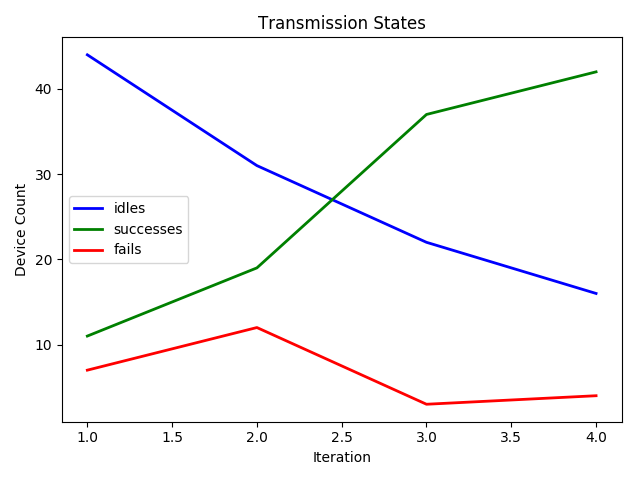 Transmission States
Device Count
40
30
20
10
idles
successes
fails
1.0 1.5 2.0 2.5 3.0 3.5 4.0
Iteration